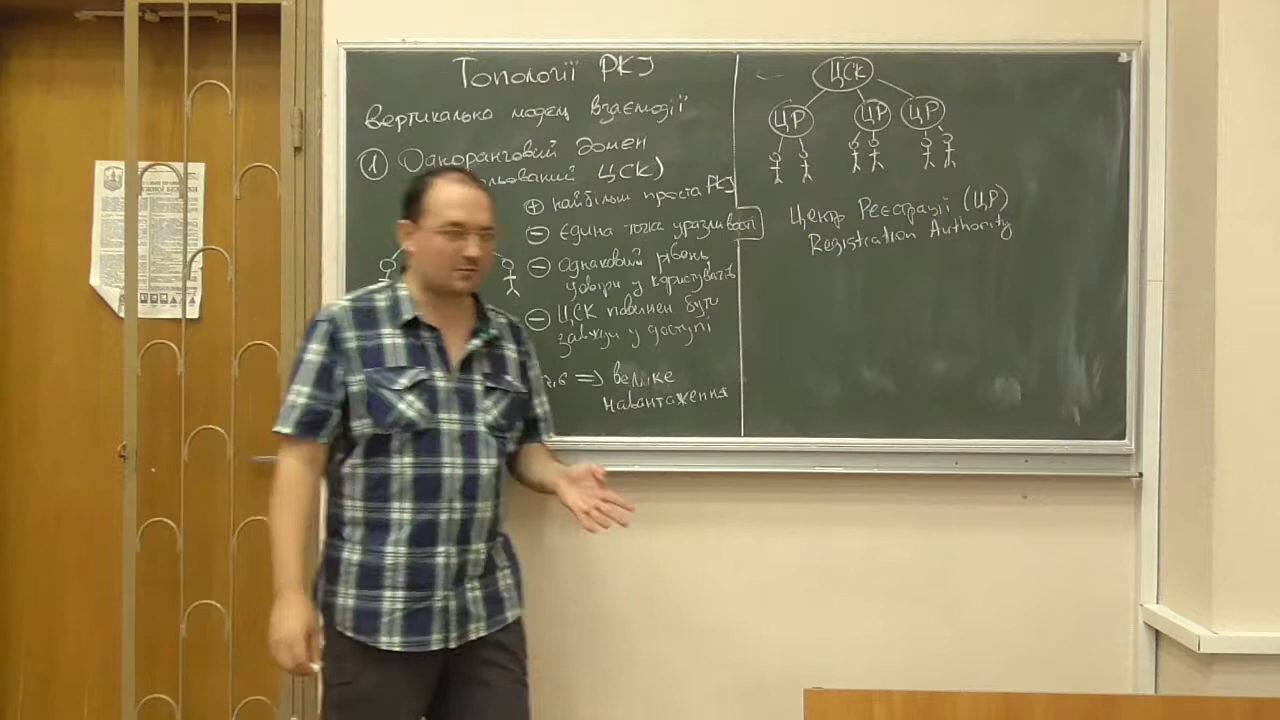 Топології PKI
Вертикальна модель взаємодії
① Одноранговий домен
ЦСК)
⊕ найбільш проста PKI
⊖ єдина точка уразливості
⊖ однаковий рівень
довіри у користувачів
⊖ ЦСК повинен бути
завжди у доступі
=> велике
навантаження
ЦСК
ЦР ЦР ЦР
Центр Реєстрації (ЦР)
Registration Authority